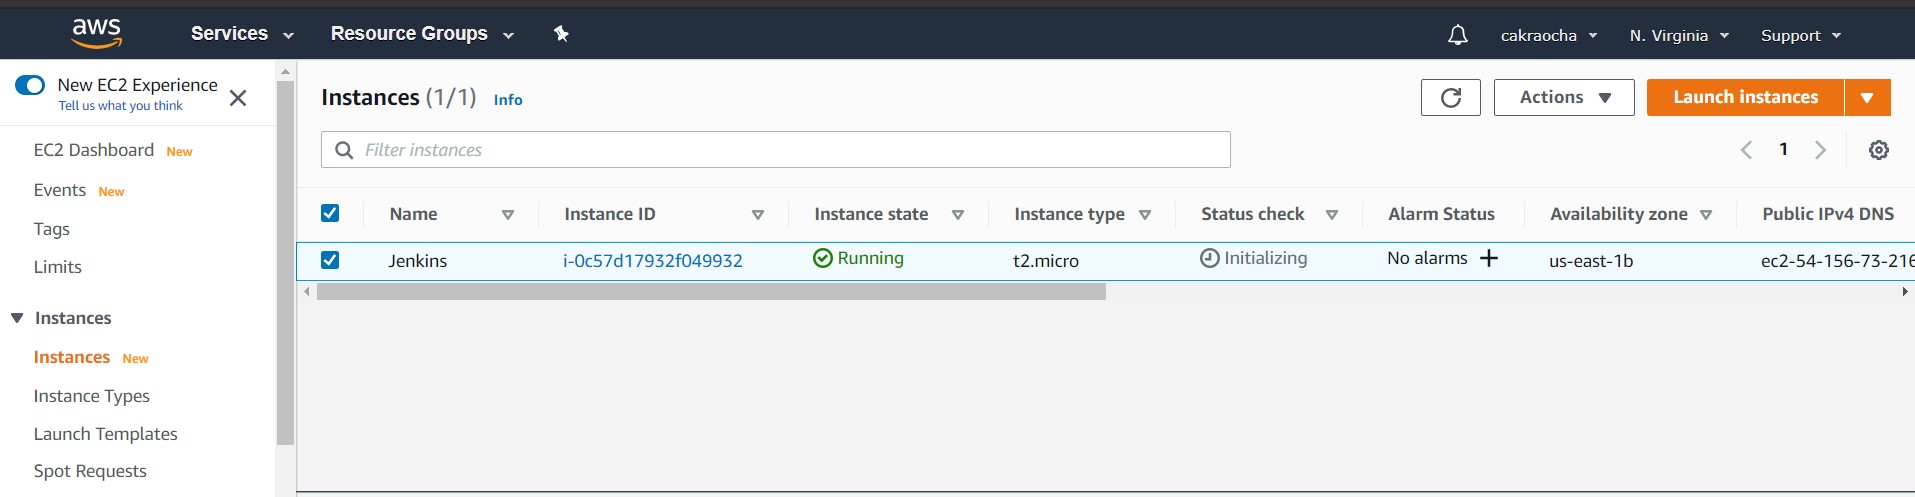 aws Services Resource Groups cakraocha N. Virginia Support
New EC2 Experience
Tell us what you think
EC2 Dashboard New
Events New
Tags
Limits
Instances
Instances New
Instance Types
Launch Templates
Spot Requests
Instances (1/1) Info Actions Launch instances
Filter instances 1
Name Instance ID Instance state Instance type Status check Alarm Status Availability zone Public IPv4 DNS
Jenkins i-0c57d17932f049932 Running t2.micro Initializing No alarms + us-east-1b ec2-54-156-73-216